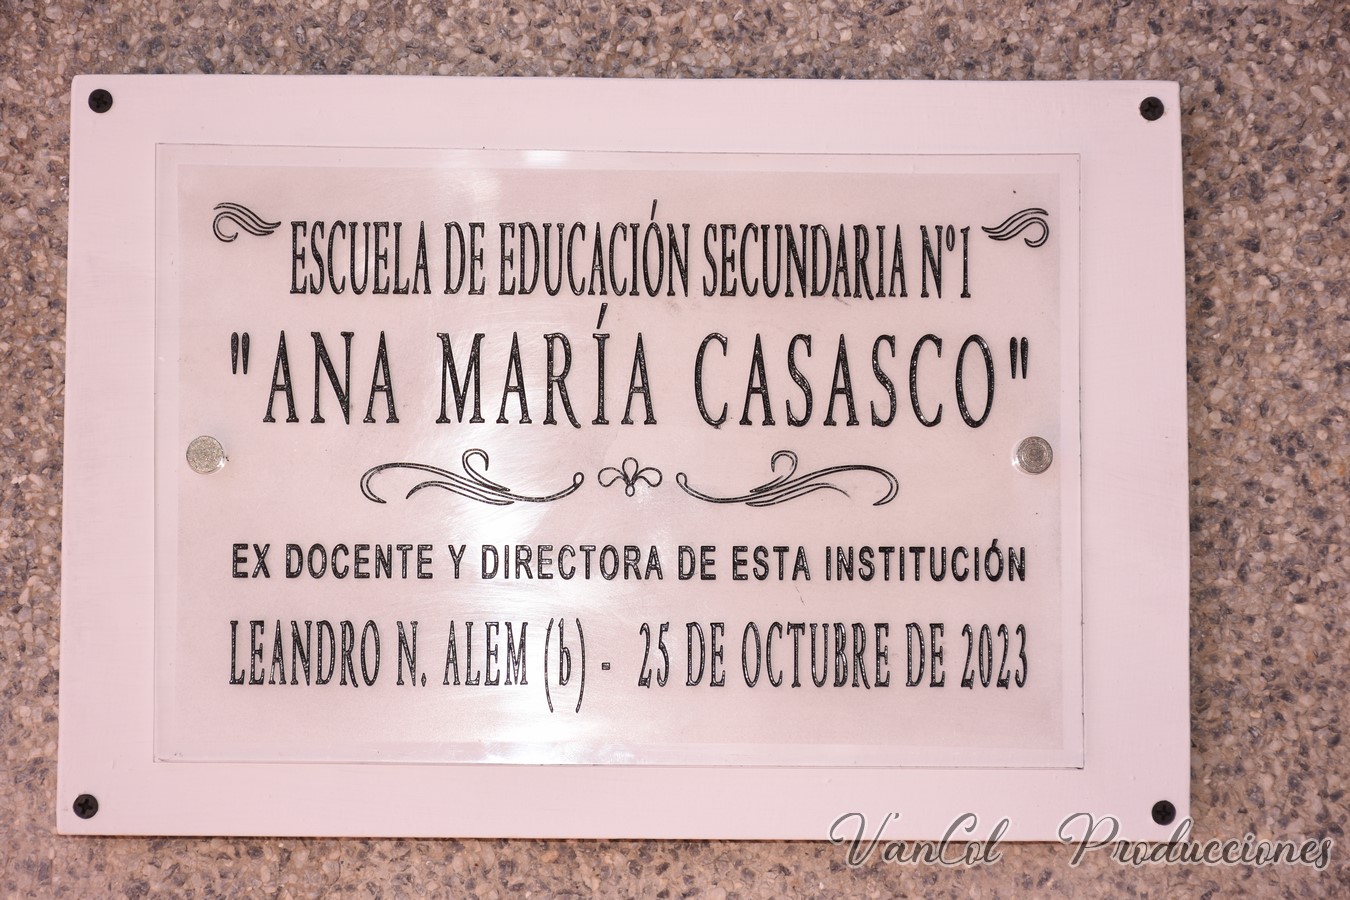 ESCUELA DE EDUCACIÓN SECUNDARIA Nº1
"ANA MARÍA CASASCO"
EX DOCENTE Y DIRECTORA DE ESTA INSTITUCIÓN
LEANDRO N. ALEM (b) - 25 DE OCTUBRE DE 2023
VanCol Producciones